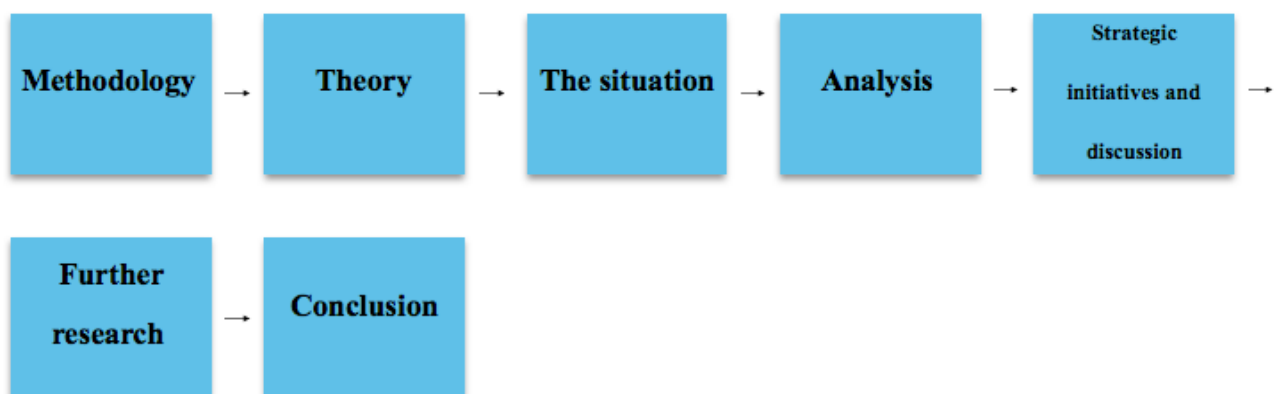 Methodology
Theory
The situation
Analysis
Strategic
initiatives and
discussion
Further
research
Conclusion